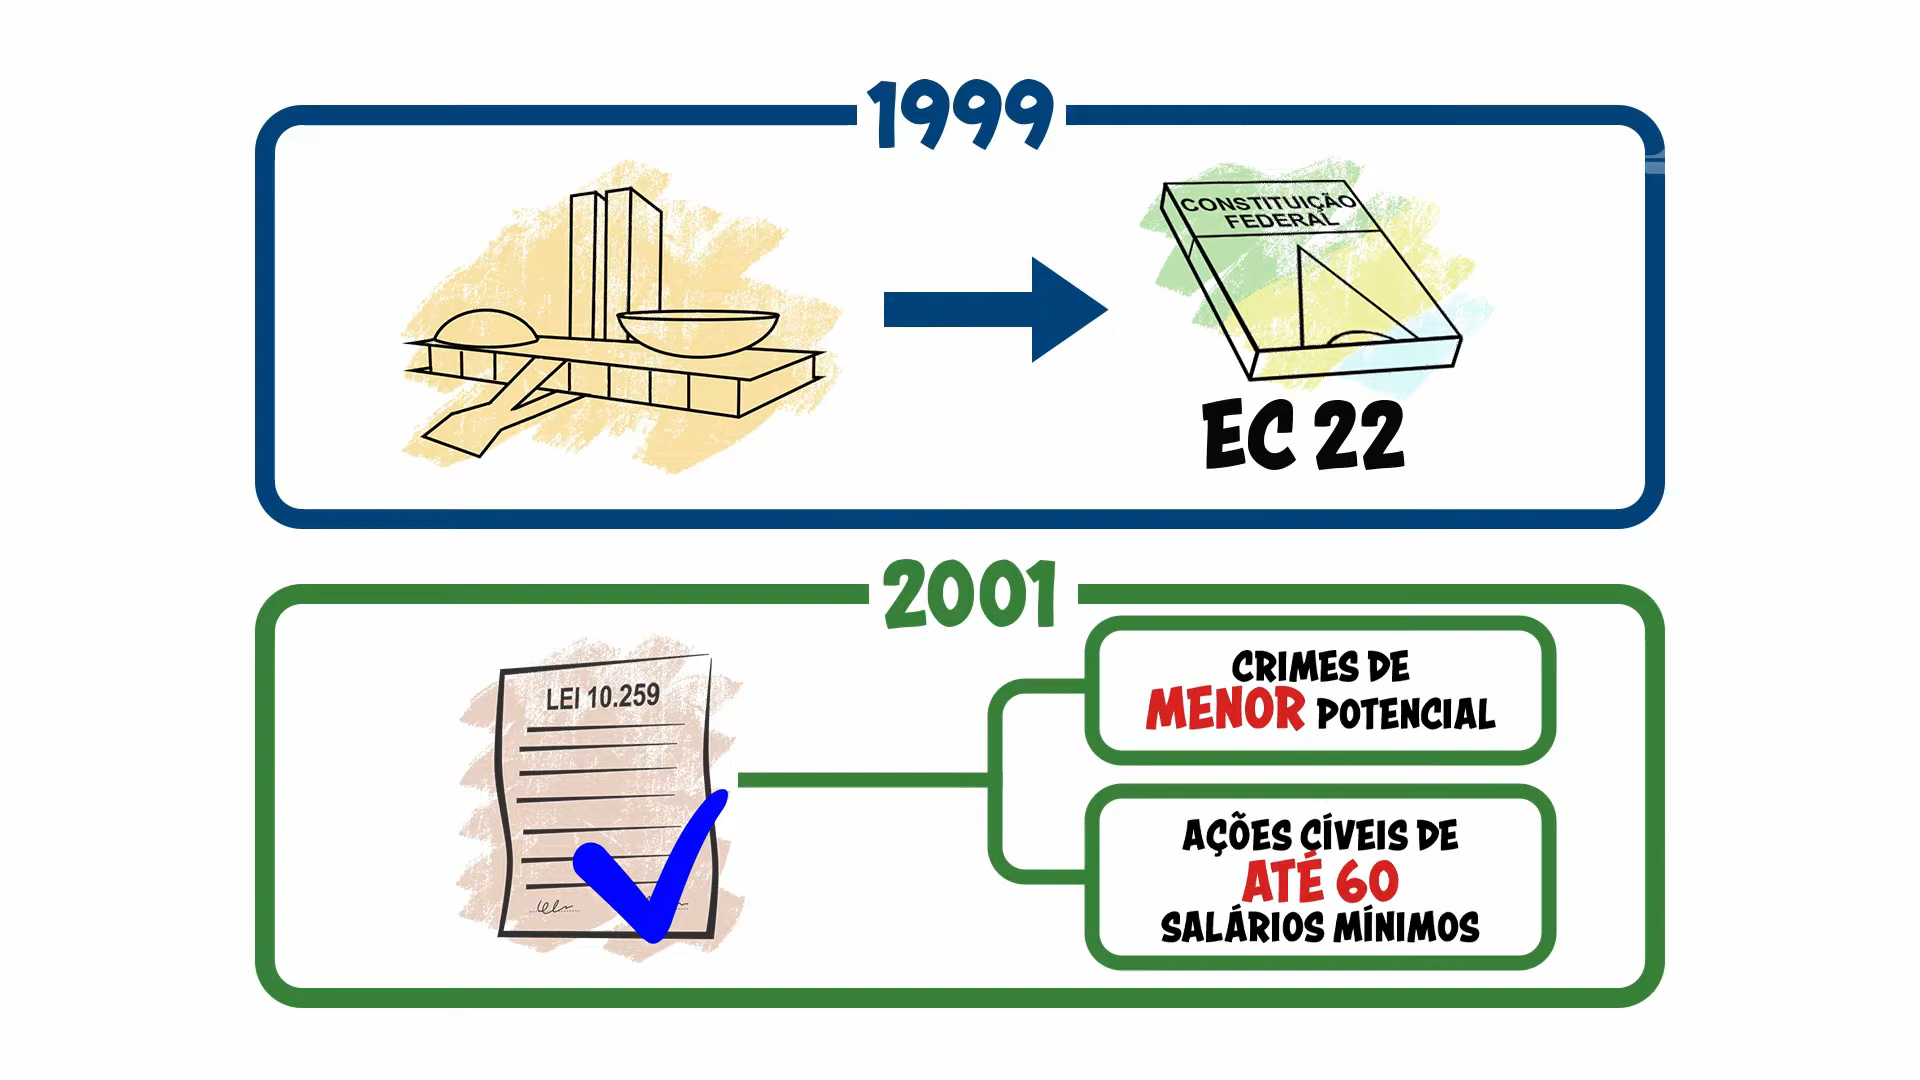 1999
CONSTITUIÇÃO
FEDERAL
EC 22
2001
LEI 10.259
CRIMES DE
MENOR POTENCIAL
AÇÕES CÍVEIS DE
ATÉ 60
SALÁRIOS MÍNIMOS